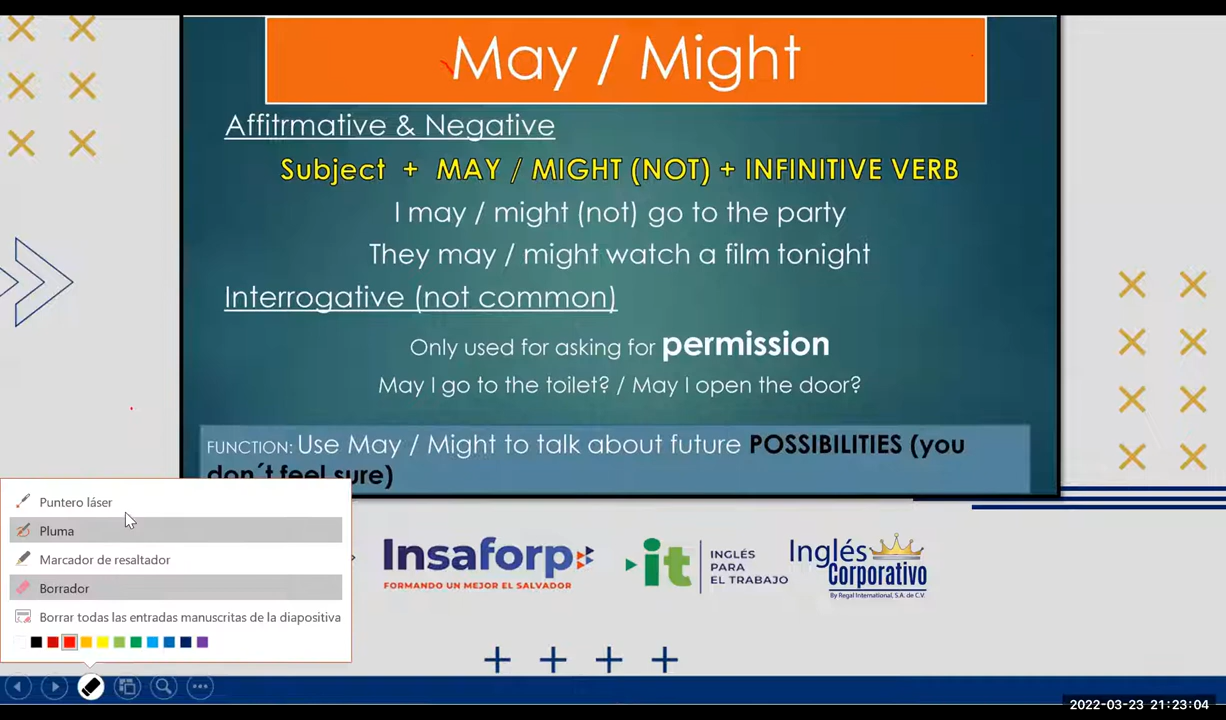 May / Might
Affitrmative & Negative
Subject + MAY / MIGHT (NOT) + INFINITIVE VERB
I may / might (not) go to the party
They may / might watch a film tonight
Interrogative (not common)
Only used for asking for permission
May I go to the toilet? / May I open the door?
FUNCTION: Use May / Might to talk about future POSSIBILITIES (you
don´t feel sure)
Puntero láser
Pluma
Marcador de resaltador
Borrador
Borrar todas las entradas manuscritas de la diapositiva
Insaforp
FORMANDO UN MEJOR EL SALVADOR
it
INGLÉS
PARA
EL TRABAJO
Inglés
Corporativo
By Regal International, S.A. de C.V.
2022-03-23 21:23:04